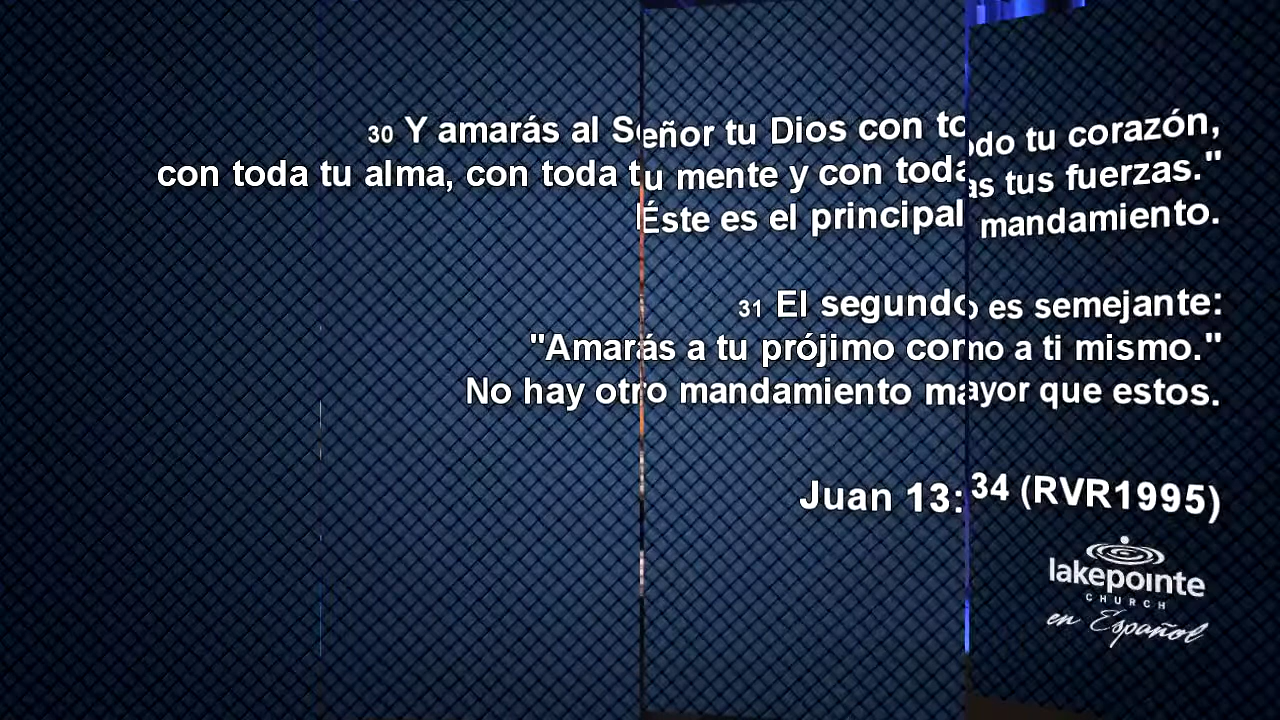 30 Y amarás al Señor tu Dios con todo tu corazón,
con toda tu alma, con toda tu mente y con todas tus fuerzas."
Éste es el principal mandamiento.
31 El segundo es semejante:
"Amarás a tu prójimo como a ti mismo."
No hay otro mandamiento mayor que estos.
Juan 13:34 (RVR1995)
lakepointe
CHURCH
en Español